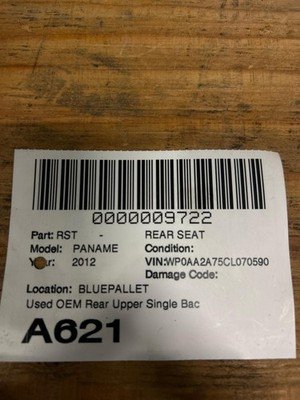 0000009722
Part: RST - REAR SEAT
Model: PANAME Condition:
Year: 2012 VIN:WP0AA2A75CL070590
Damage Code:
Location: BLUEPALLET
Used OEM Rear Upper Single Bac
A621